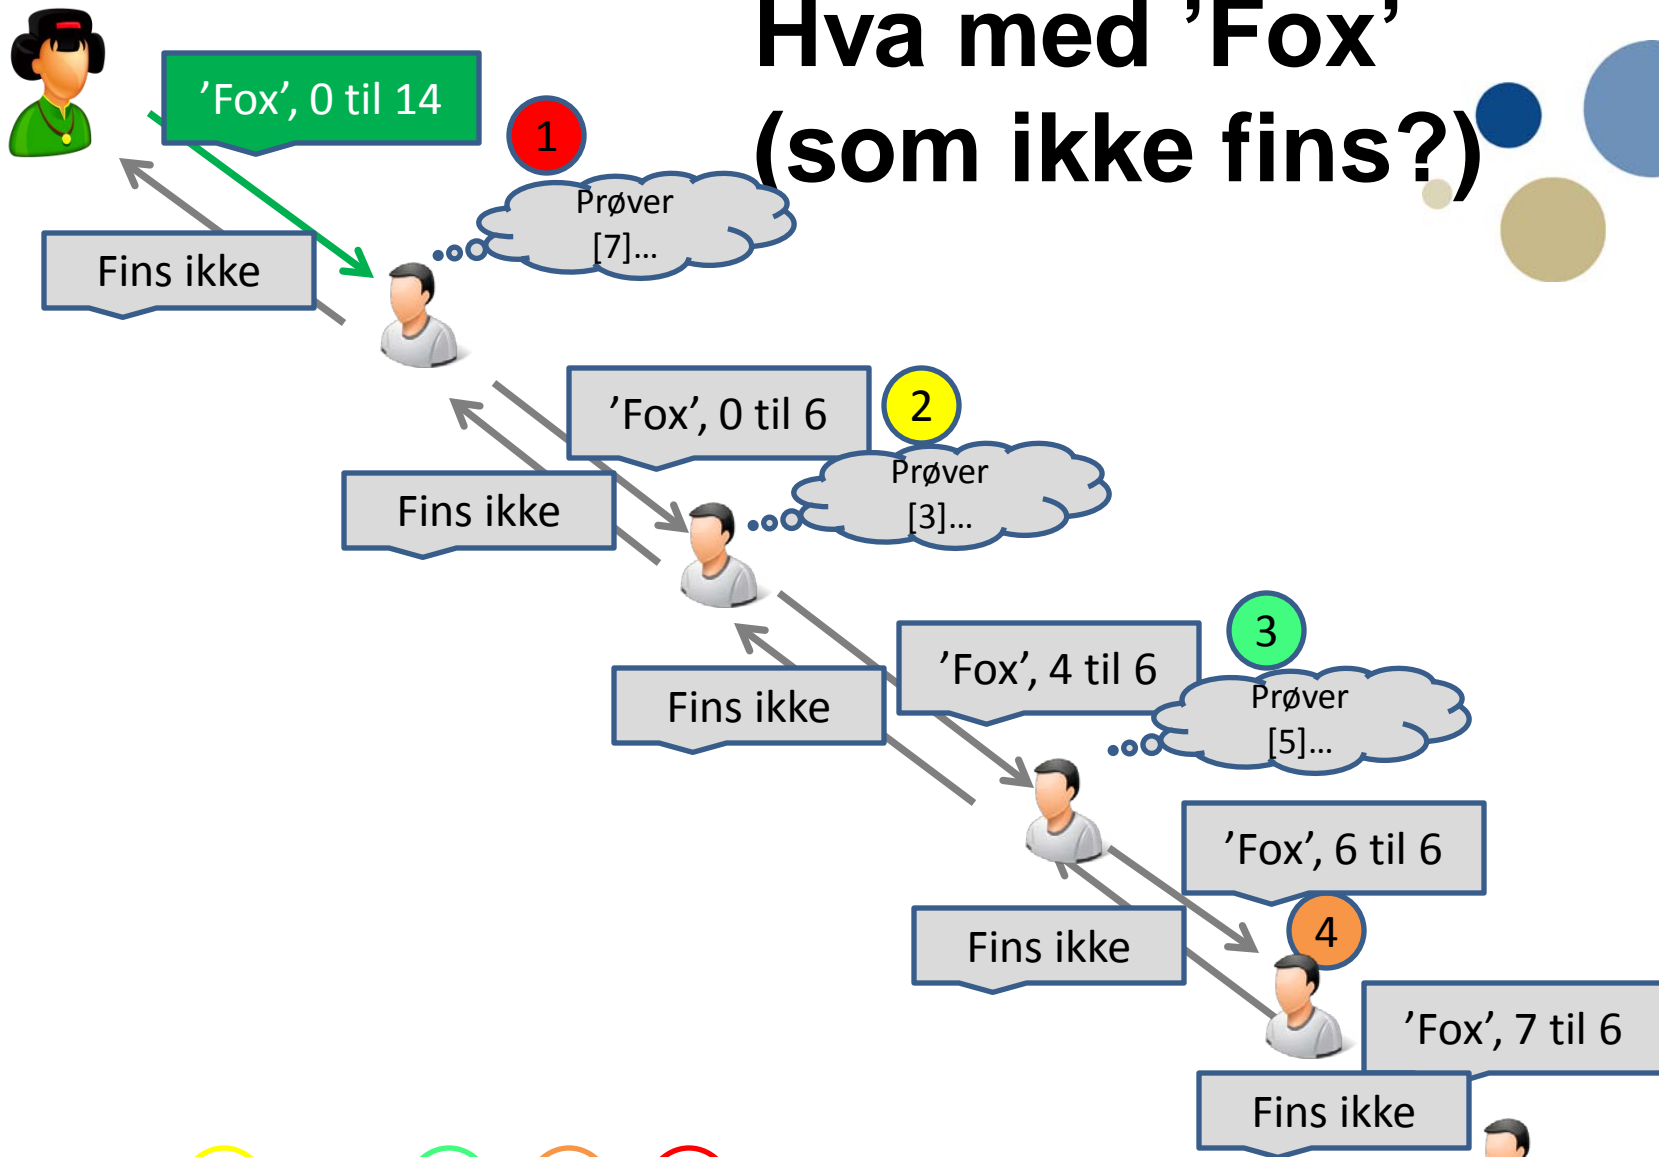 Hva med ’Fox’
(som ikke fins?)
’Fox’, 0 til 14
1
Prøver
[7]...
Fins ikke
’Fox’, 0 til 6
2
Prøver
[3]...
Fins ikke
’Fox’, 4 til 6
3
Prøver
[5]...
Fins ikke
’Fox’, 6 til 6
4
Fins ikke
’Fox’, 7 til 6
Fins ikke